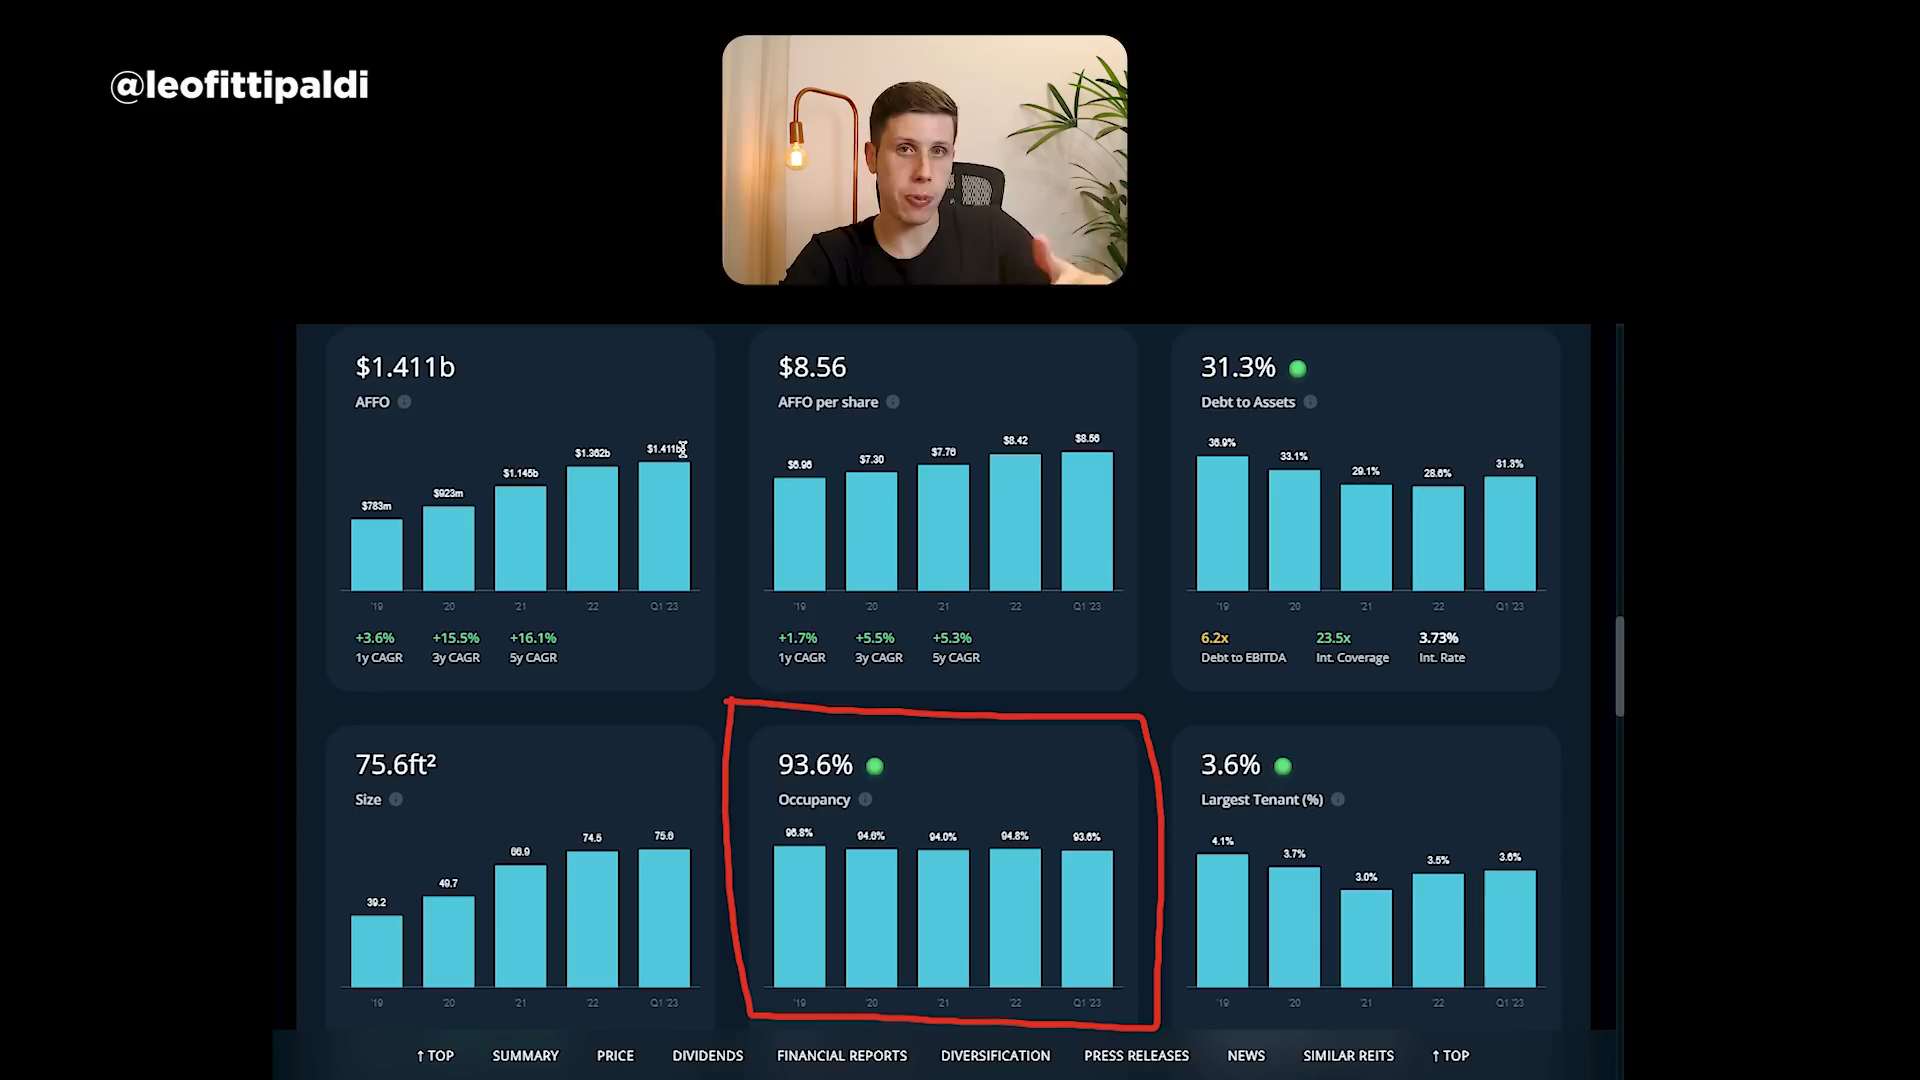 @leofittipaldi
$1.411b
AFFO
$783m
$923m
$1.145b
$1.362b
$1.411b
'19 '20 '21 '22 Q1 '23
+3.6% +15.5% +16.1%
1y CAGR 3y CAGR 5y CAGR
$8.56
AFFO per share
$6.96
$7.30
$7.76
$8.42
$8.56
'19 '20 '21 '22 Q1 '23
+1.7% +5.5% +5.3%
1y CAGR 3y CAGR 5y CAGR
31.3%
Debt to Assets
36.9%
33.1%
29.1%
28.6%
31.3%
'19 '20 '21 '22 Q1 '23
6.2x 23.5x 3.73%
Debt to EBITDA Int. Coverage Int. Rate
75.6ft²
Size
39.2
49.7
66.9
74.5
75.6
'19 '20 '21 '22 Q1 '23
93.6%
Occupancy
96.8% 94.6% 94.0% 94.8% 93.6%
'19 '20 '21 '22 Q1 '23
3.6%
Largest Tenant (%)
4.1%
3.7%
3.0%
3.5%
3.6%
'19 '20 '21 '22 Q1 '23
↑ TOP SUMMARY PRICE DIVIDENDS FINANCIAL REPORTS DIVERSIFICATION PRESS RELEASES NEWS SIMILAR REITS ↑ TOP